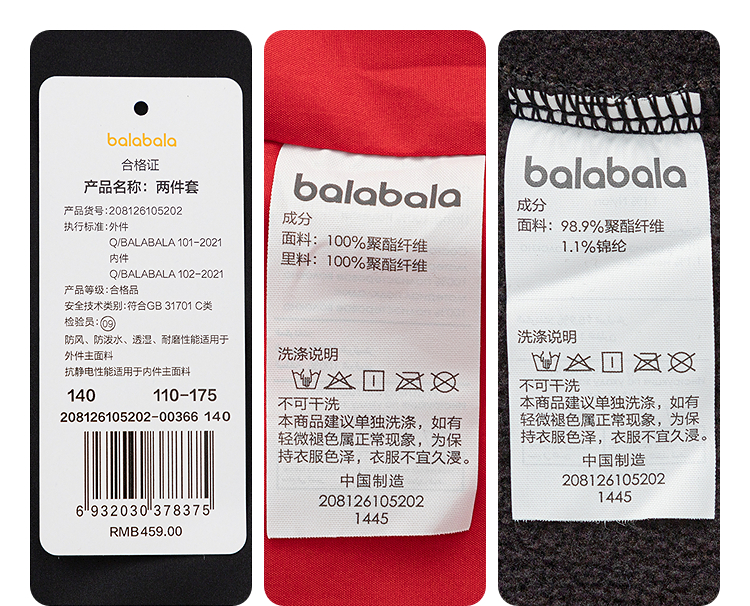 balabala
合格证
产品名称：两件套
产品货号:208126105202
执行标准:外件
Q/BALABALA 101-2021
内件
Q/BALABALA 102-2021
产品等级:合格品
安全技术类别:符合GB 31701 C类
检验员:09
防风、防泼水、透湿、耐磨性能适用于
外件主面料
抗静电性能适用于内件主面料
140 110-175
208126105202-00366 140
6 932030 378375
RMB459.00
balabala
成分
面料：100%聚酯纤维
里料：100%聚酯纤维
洗涤说明
不可干洗
本商品建议单独洗涤，如有
轻微褪色属正常现象，为保
持衣服色泽，衣服不宜久浸。
中国制造
208126105202
1445
balabala
成分
面料：98.9%聚酯纤维
1.1%锦纶
洗涤说明
不可干洗
本商品建议单独洗涤，如有
轻微褪色属正常现象，为保
持衣服色泽，衣服不宜久浸。
中国制造
208126105202
1445